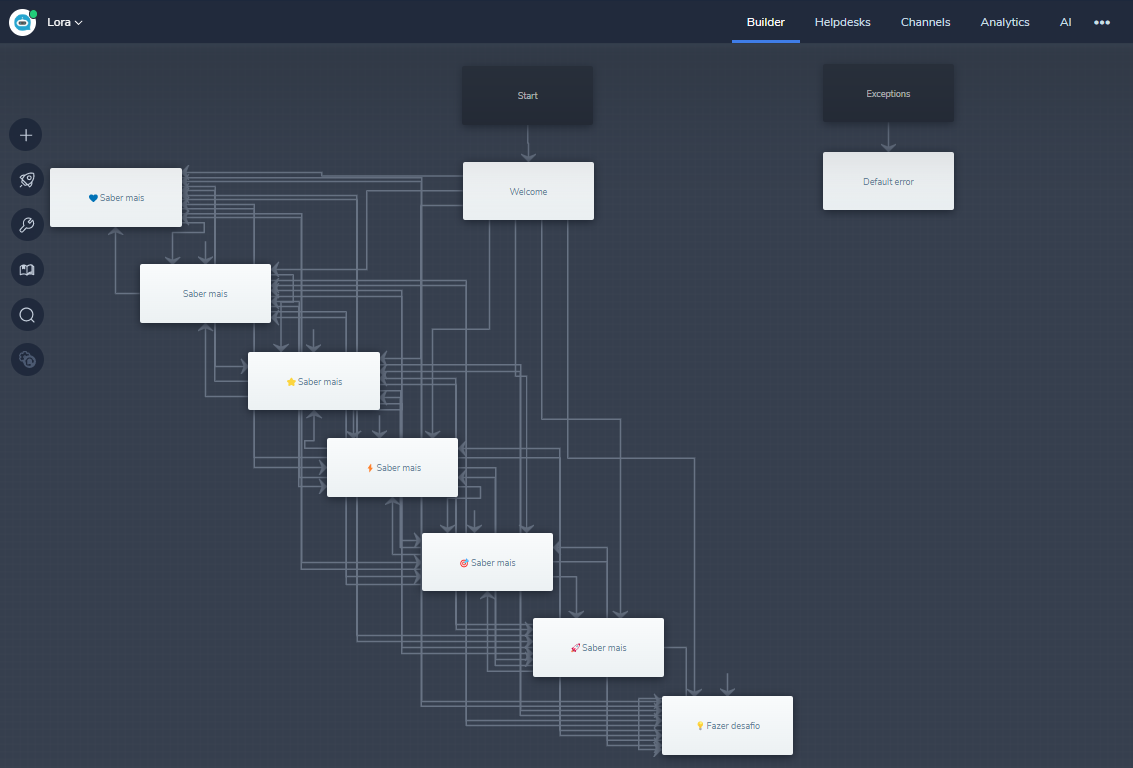 Lora
Builder
Helpdesks
Channels
Analytics
AI
Start
Exceptions
Welcome
Default error
💙 Saber mais
Saber mais
⭐ Saber mais
⚡ Saber mais
🎯 Saber mais
🚀 Saber mais
💡 Fazer desafio